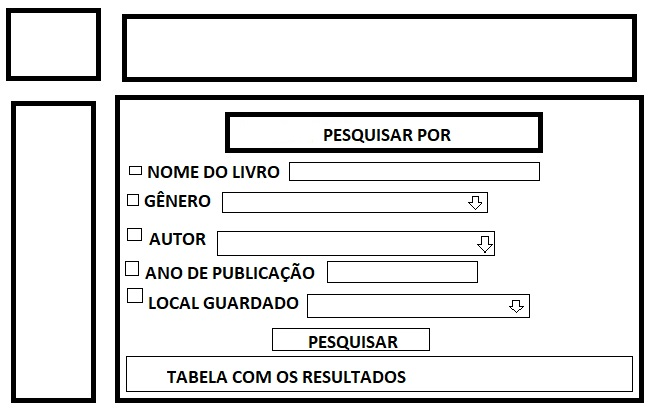 PESQUISAR POR
NOME DO LIVRO
GÊNERO
AUTOR
ANO DE PUBLICAÇÃO
LOCAL GUARDADO
PESQUISAR
TABELA COM OS RESULTADOS